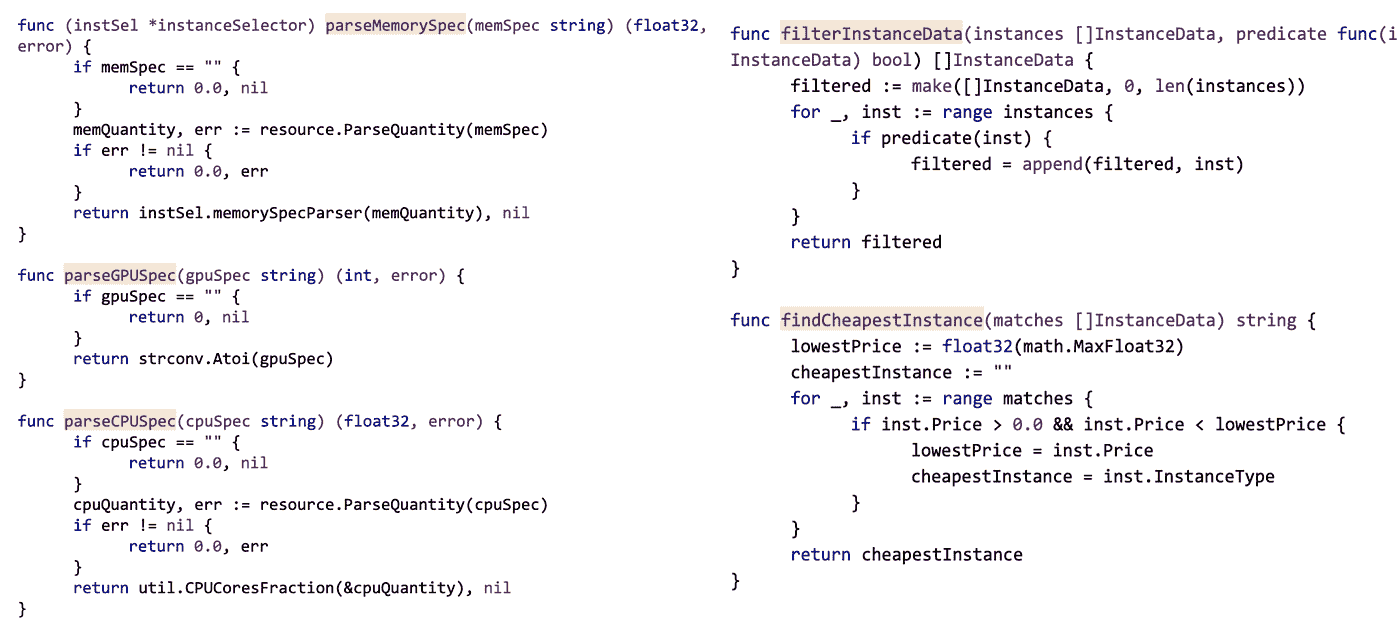 func (instSel *instanceSelector) parseMemorySpec(memSpec string) (float32,
error) {
if memSpec == "" {
return 0.0, nil
}
memQuantity, err := resource.ParseQuantity(memSpec)
if err != nil {
return 0.0, err
}
return instSel.memorySpecParser(memQuantity), nil
}
func parseGPUSpec(gpuSpec string) (int, error) {
if gpuSpec == "" {
return 0, nil
}
return strconv.Atoi(gpuSpec)
}
func parseCPUSpec(cpuSpec string) (float32, error) {
if cpuSpec == "" {
return 0.0, nil
}
cpuQuantity, err := resource.ParseQuantity(cpuSpec)
if err != nil {
return 0.0, err
}
return util.CPUCoresFraction(&cpuQuantity), nil
}
func filterInstanceData(instances []InstanceData, predicate func(i
InstanceData) bool) []InstanceData {
filtered := make([]InstanceData, 0, len(instances))
for _, inst := range instances {
if predicate(inst) {
filtered = append(filtered, inst)
}
}
return filtered
}
func findCheapestInstance(matches []InstanceData) string {
lowestPrice := float32(math.MaxFloat32)
cheapestInstance := ""
for _, inst := range matches {
if inst.Price > 0.0 && inst.Price < lowestPrice {
lowestPrice = inst.Price
cheapestInstance = inst.InstanceType
}
}
return cheapestInstance
}